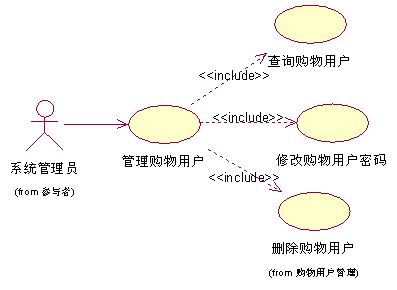 查询购物用户
<<include>>
<<include>>
管理购物用户
修改购物用户密码
系统管理员
(from 参与者)
<<include>>
删除购物用户
(from 购物用户管理)